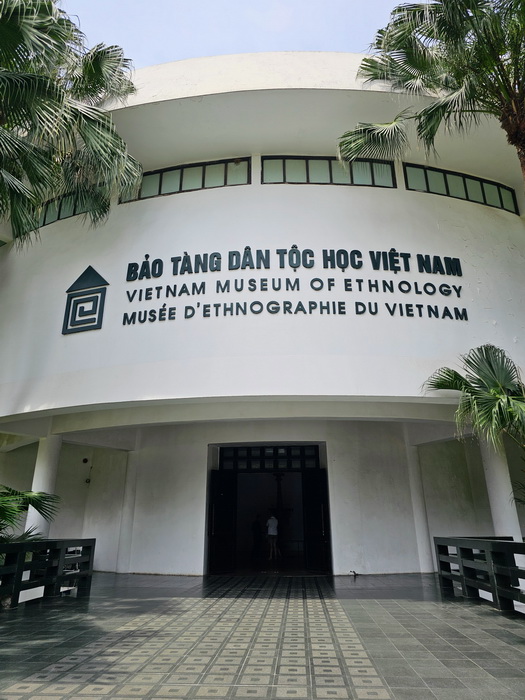 BẢO TÀNG DÂN TỘC HỌC VIỆT NAM
VIETNAM MUSEUM OF ETHNOLOGY
MUSÉE D'ETHNOGRAPHIE DU VIETNAM